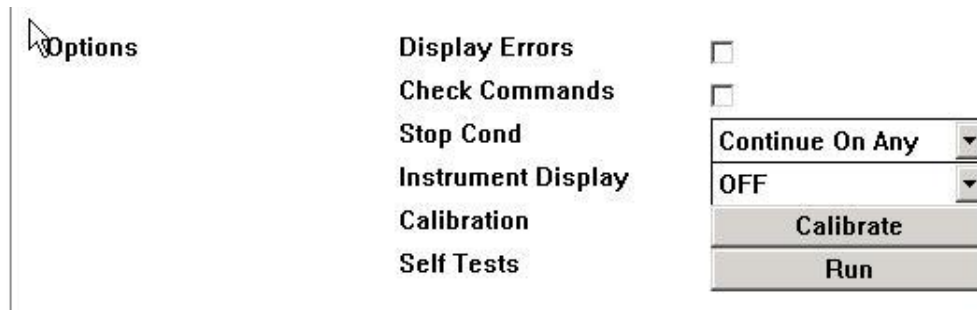 Options Display Errors
Check Commands
Stop Cond Continue On Any
Instrument Display OFF
Calibration Calibrate
Self Tests Run